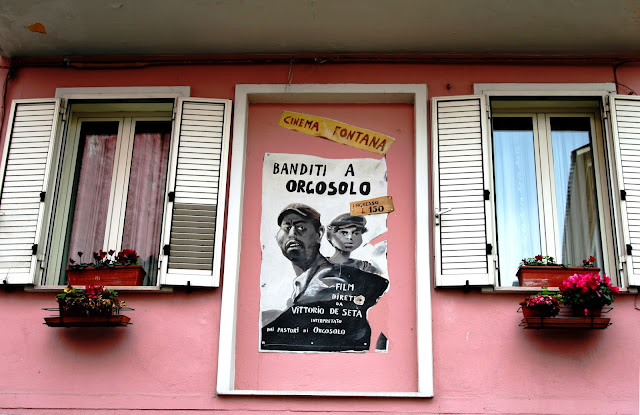 CINEMA FONTANA
BANDITI A
ORGOSOLO
INGRESSO
L.150
FILM
DIRETTO
DA
VITTORIO DE SETA
INTERPRETATO
DAI PASTORI DI ORGOSOLO